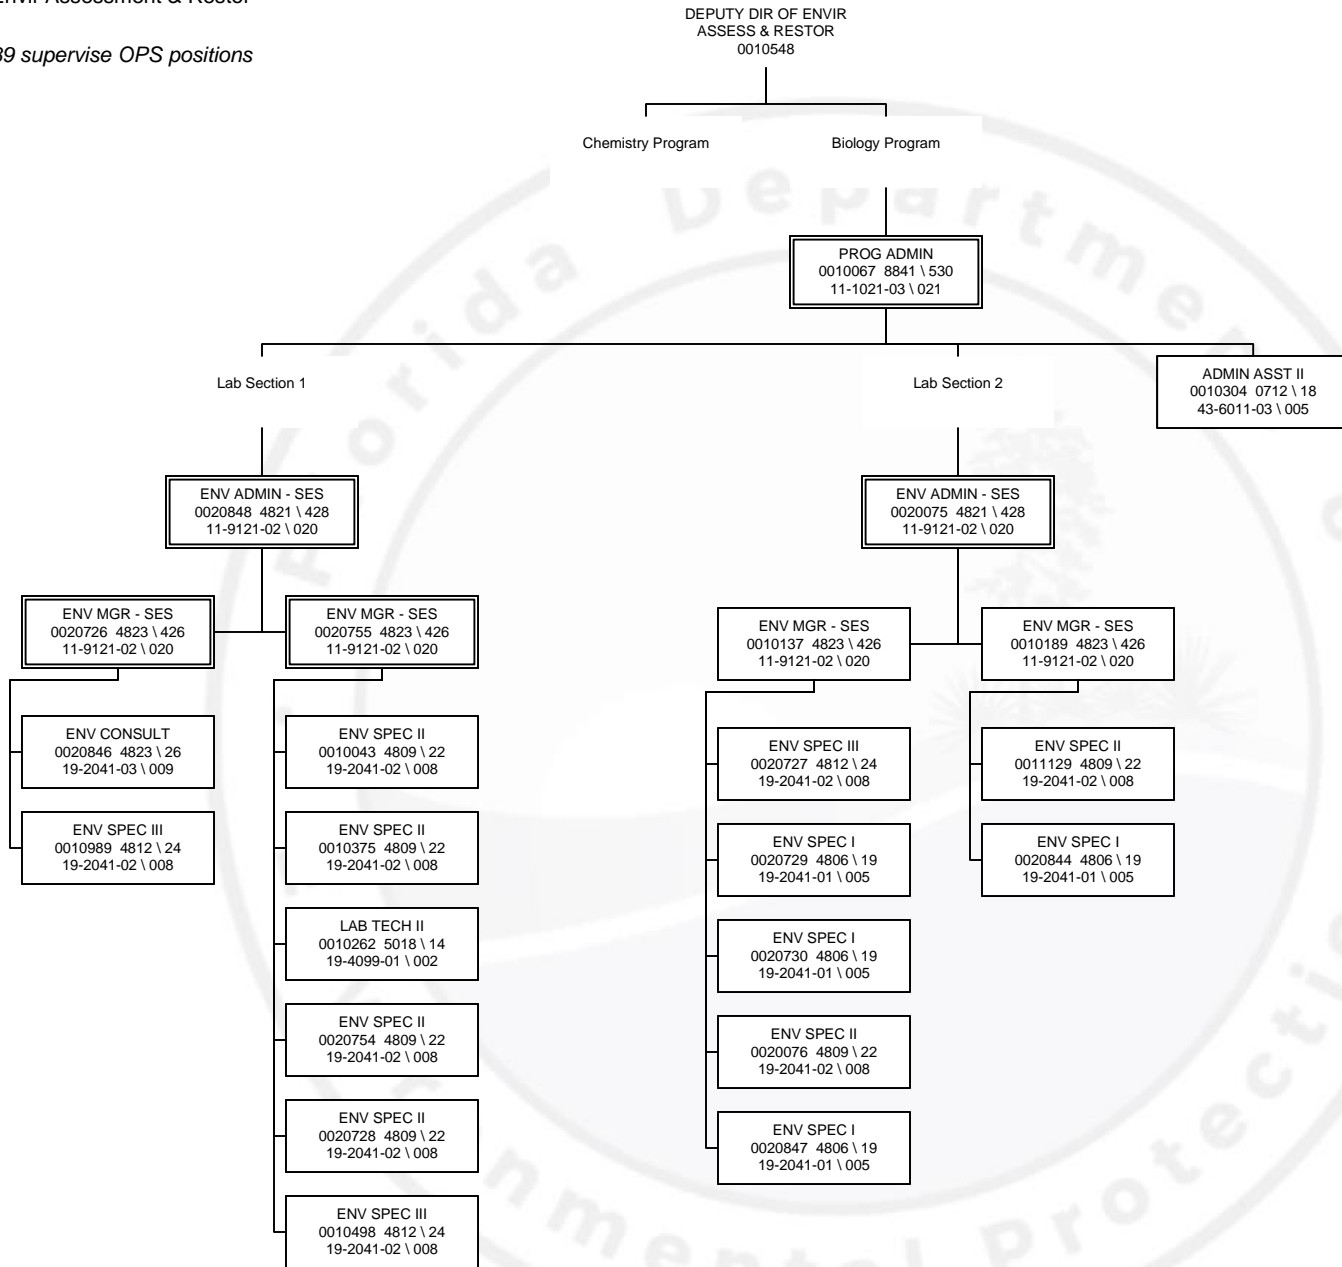 Envir Assessment & Restor
39 supervise OPS positions
DEPUTY DIR OF ENVIR
ASSESS & RESTOR
0010548
Chemistry Program
Biology Program
PROG ADMIN
0010067 8841 \ 530
11-1021-03 \ 021
Lab Section 1
Lab Section 2
ADMIN ASST II
0010304 0712 \ 18
43-6011-03 \ 005
ENV ADMIN - SES
0020848 4821 \ 428
11-9121-02 \ 020
ENV ADMIN - SES
0020075 4821 \ 428
11-9121-02 \ 020
ENV MGR - SES
0020726 4823 \ 426
11-9121-02 \ 020
ENV MGR - SES
0020755 4823 \ 426
11-9121-02 \ 020
ENV MGR - SES
0010137 4823 \ 426
11-9121-02 \ 020
ENV MGR - SES
0010189 4823 \ 426
11-9121-02 \ 020
ENV CONSULT
0020846 4823 \ 26
19-2041-03 \ 009
ENV SPEC III
0010989 4812 \ 24
19-2041-02 \ 008
ENV SPEC II
0010043 4809 \ 22
19-2041-02 \ 008
ENV SPEC II
0010375 4809 \ 22
19-2041-02 \ 008
LAB TECH II
0010262 5018 \ 14
19-4099-01 \ 002
ENV SPEC II
0020754 4809 \ 22
19-2041-02 \ 008
ENV SPEC II
0020728 4809 \ 22
19-2041-02 \ 008
ENV SPEC III
0010498 4812 \ 24
19-2041-02 \ 008
ENV SPEC III
0020727 4812 \ 24
19-2041-02 \ 008
ENV SPEC I
0020729 4806 \ 19
19-2041-01 \ 005
ENV SPEC I
0020730 4806 \ 19
19-2041-01 \ 005
ENV SPEC II
0020076 4809 \ 22
19-2041-02 \ 008
ENV SPEC I
0020847 4806 \ 19
19-2041-01 \ 005
ENV SPEC II
0011129 4809 \ 22
19-2041-02 \ 008
ENV SPEC I
0020844 4806 \ 19
19-2041-01 \ 005
Florida Department of
Environmental Protection